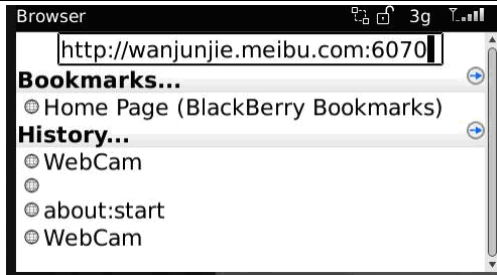 Browser 3g
http://wanjunjie.meibu.com:6070
Bookmarks...
Home Page (BlackBerry Bookmarks)
History...
WebCam
about:start
WebCam